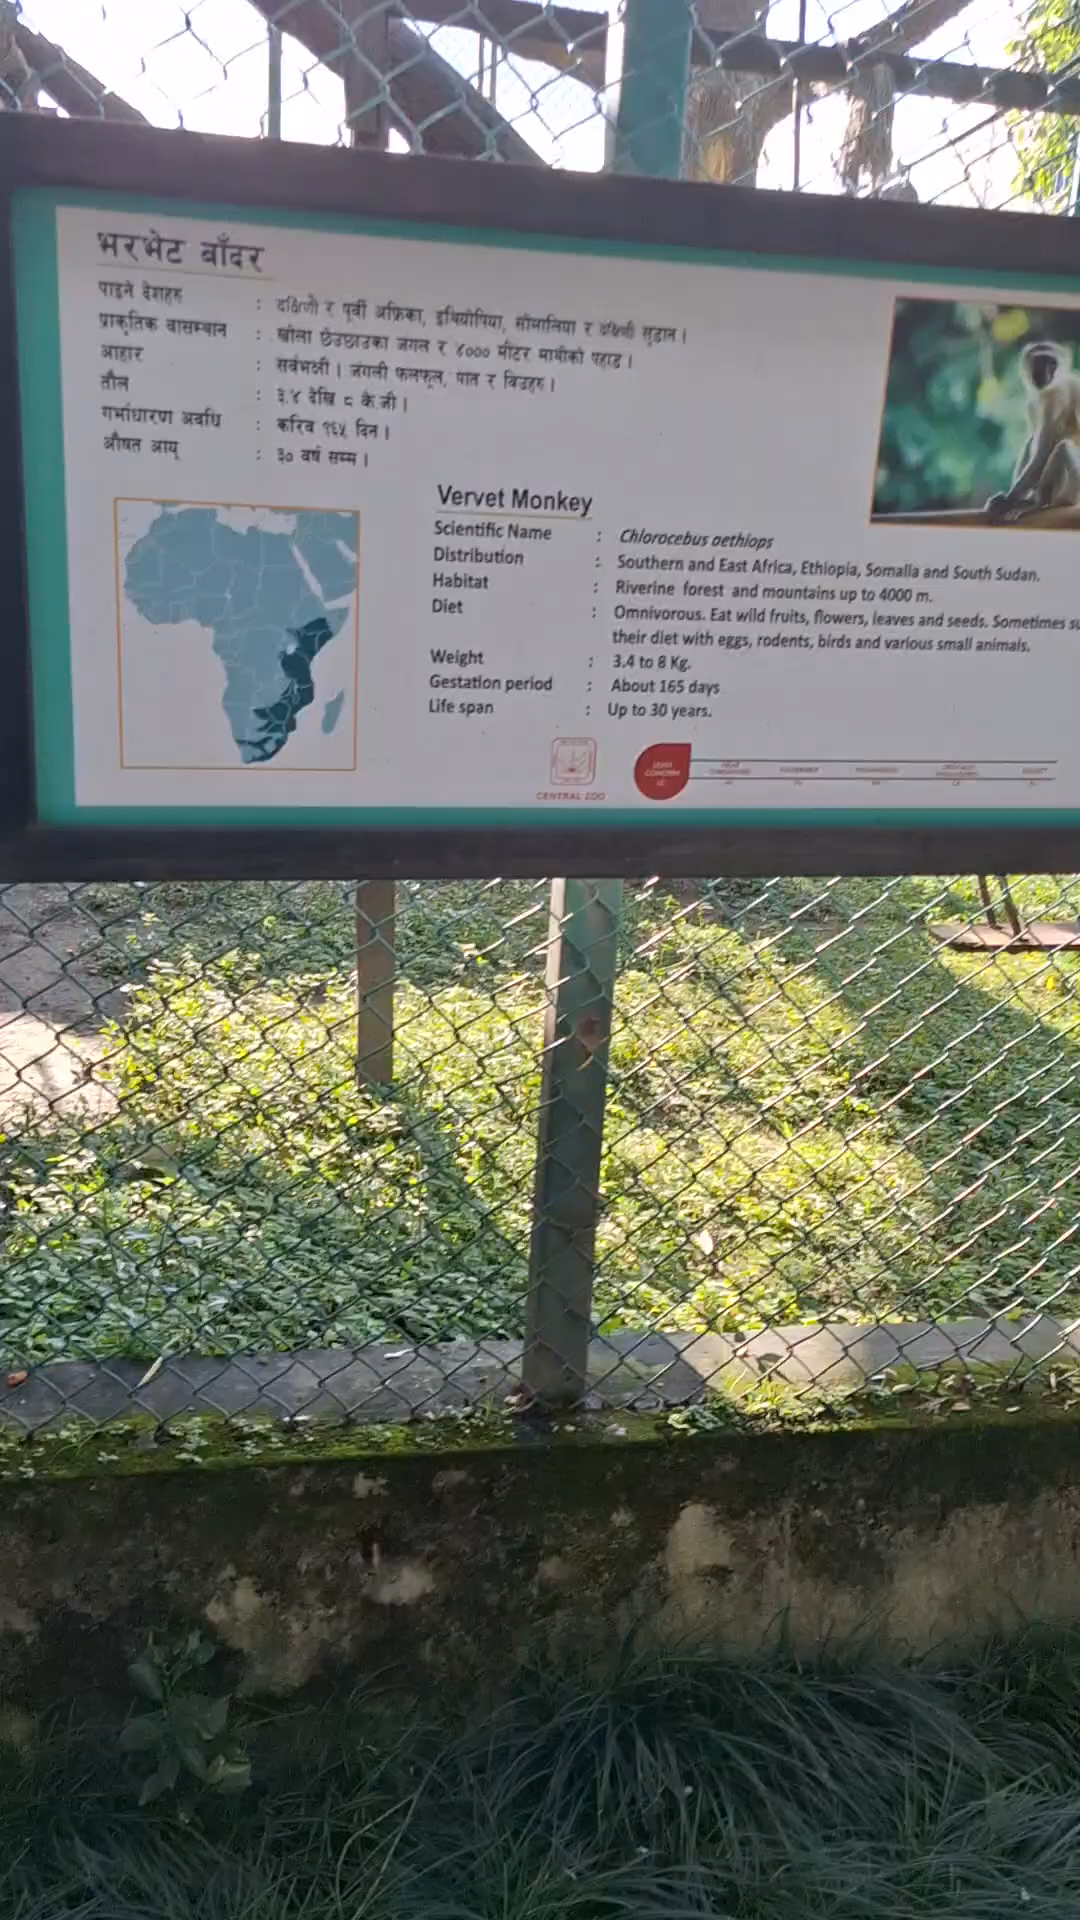 भरभेट बाँदर
पाइने देशहरु : दक्षिणी र पूर्वी अफ्रिका, इथियोपिया, सोमालिया र दक्षिणी सुडान ।
प्राकृतिक वासस्थान : खोला छेउछाउका जंगल र ४००० मीटर माथीको पहाड ।
आहार : सर्वभक्षी । जंगली फलफूल, पात र बिउहरु ।
तौल : ३.४ देखि ८ के.जी ।
गर्भाधारण अवधि : करिब १६५ दिन ।
औषत आयू : ३० वर्ष सम्म ।
Vervet Monkey
Scientific Name : Chlorocebus aethiops
Distribution : Southern and East Africa, Ethiopia, Somalia and South Sudan.
Habitat : Riverine forest and mountains up to 4000 m.
Diet : Omnivorous. Eat wild fruits, flowers, leaves and seeds. Sometimes su
their diet with eggs, rodents, birds and various small animals.
Weight : 3.4 to 8 Kg.
Gestation period : About 165 days
Life span : Up to 30 years.
CENTRAL ZOO
LEAST
CONCERN
LC